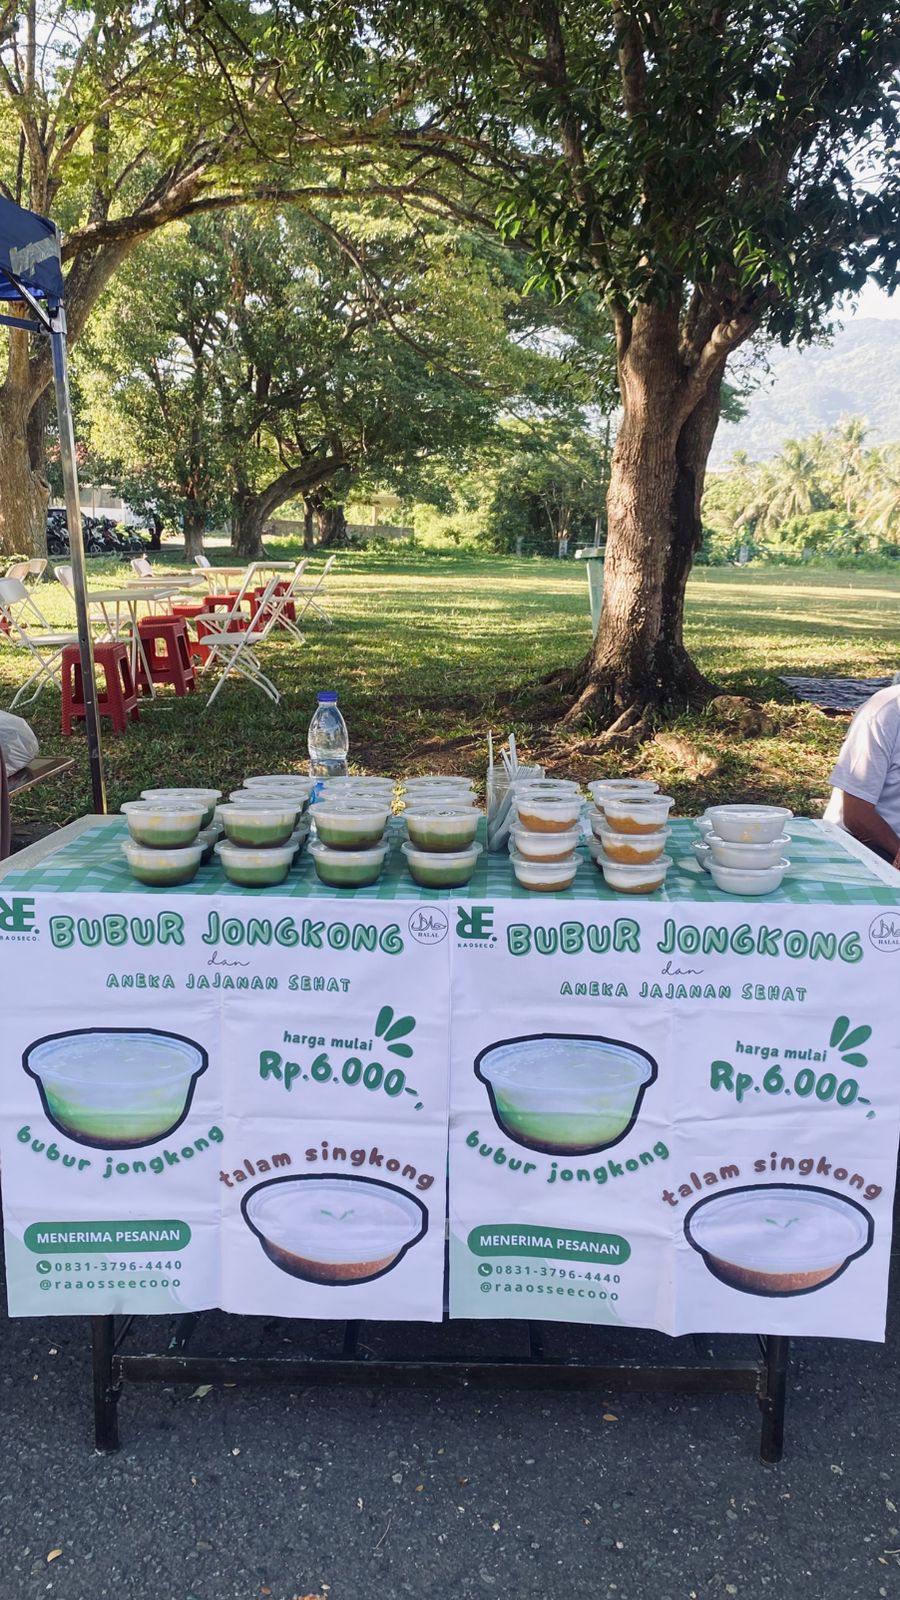 RE.
RAOSECO.
BUBUR JONGKONG
HALAL
dan
ANEKA JAJANAN SEHAT
harga mulai
Rp.6.000-,
bubur jongkong
talam singkong
MENERIMA PESANAN
0831-3796-4440
@raaosseecooo
RE.
RAOSECO.
BUBUR JONGKONG
HALAL
dan
ANEKA JAJANAN SEHAT
harga mulai
Rp.6.000-,
bubur jongkong
talam singkong
MENERIMA PESANAN
0831-3796-4440
@raaosseecooo